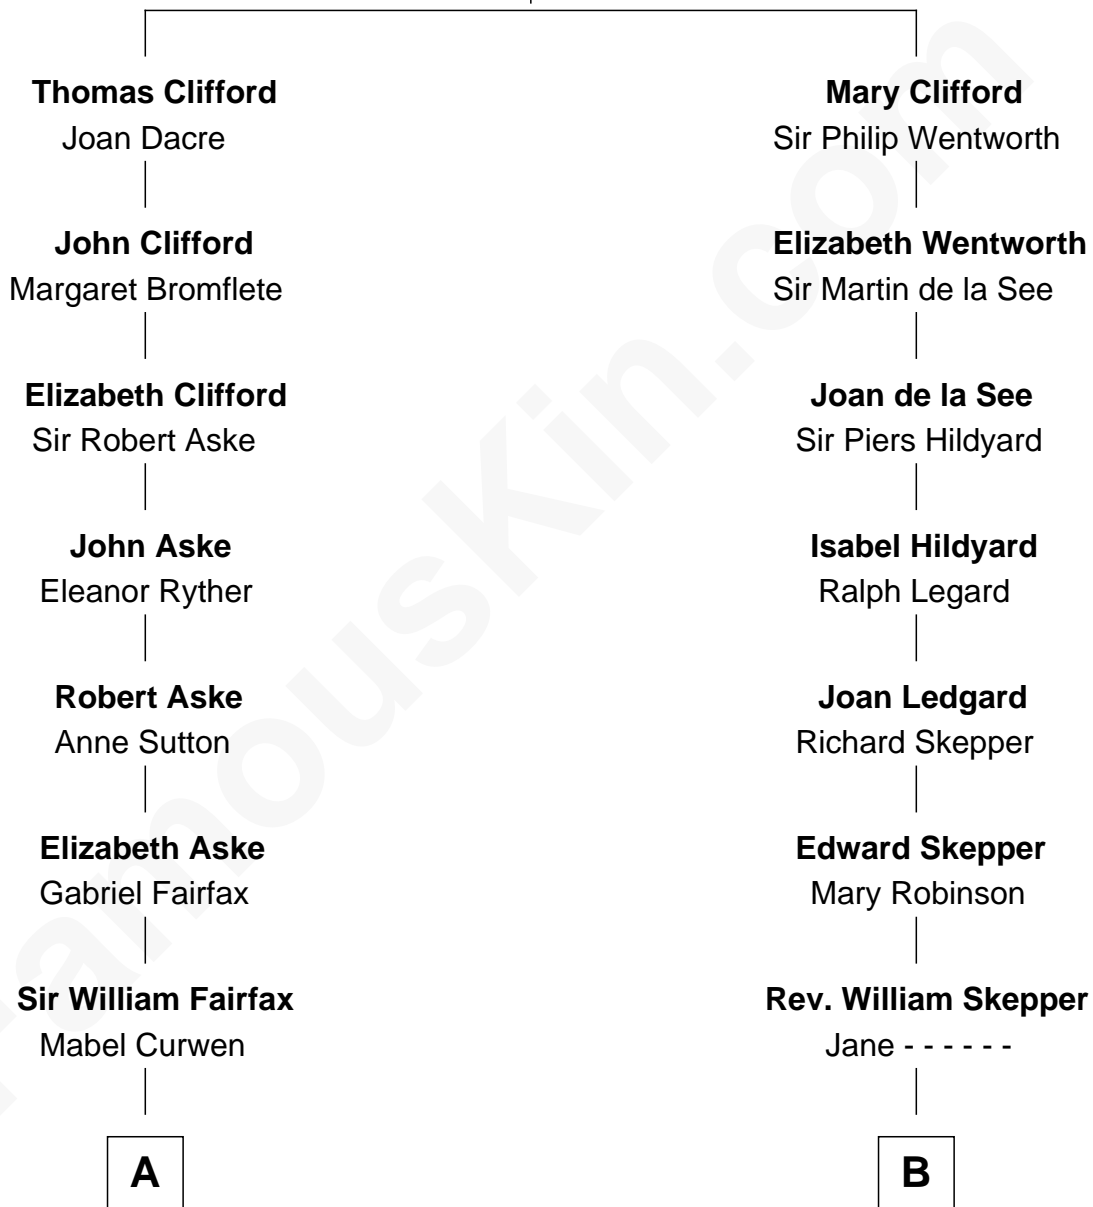 Thomas Clifford
Joan Dacre
John Clifford
Margaret Bromflete
Elizabeth Clifford
Sir Robert Aske
John Aske
Eleanor Ryther
Robert Aske
Anne Sutton
Elizabeth Aske
Gabriel Fairfax
Sir William Fairfax
Mabel Curwen
A
Mary Clifford
Sir Philip Wentworth
Elizabeth Wentworth
Sir Martin de la See
Joan de la See
Sir Piers Hildyard
Isabel Hildyard
Ralph Legard
Joan Ledgard
Richard Skepper
Edward Skepper
Mary Robinson
Rev. William Skepper
Jane - - - - - -
B
FamousKin.com